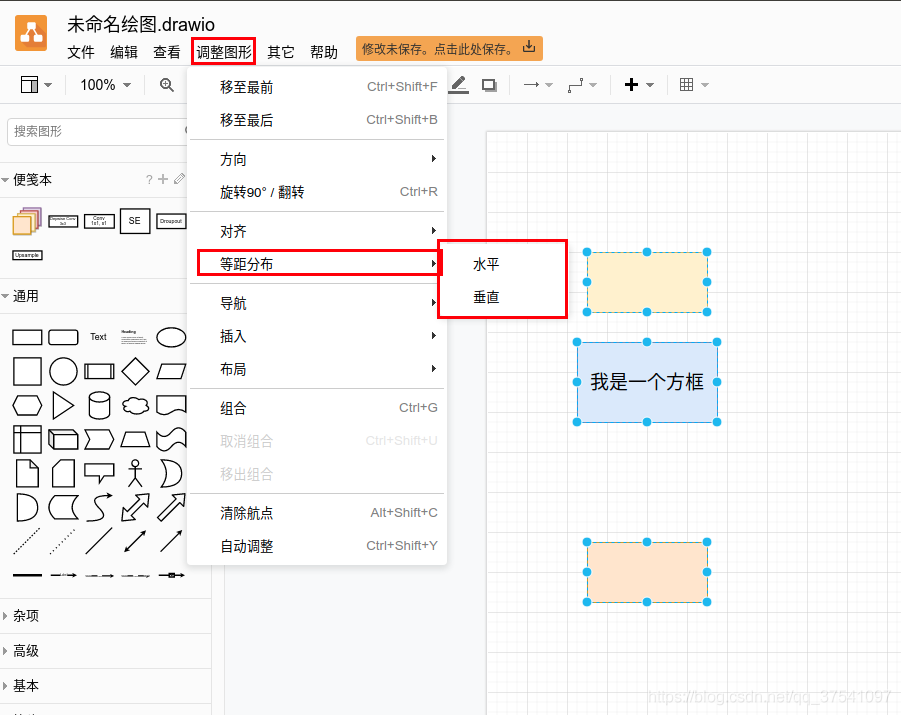 未命名绘图.drawio
文件 编辑 查看 调整图形 其它 帮助 修改未保存。点击此处保存。
100%
移至最前 Ctrl+Shift+F
移至最后 Ctrl+Shift+B
搜索图形
方向
便笺本 ? +
旋转90° / 翻转 Ctrl+R
Conv
1x1, s1
SE
Droupout
对齐
Upsample
等距分布
水平
通用
垂直
导航
Text
Heading
插入
我是一个方框
布局
组合 Ctrl+G
取消组合 Ctrl+Shift+U
移出组合
清除航点 Alt+Shift+C
自动调整 Ctrl+Shift+Y
杂项
高级
基本
https://blog.csdn.net/qq_37541097